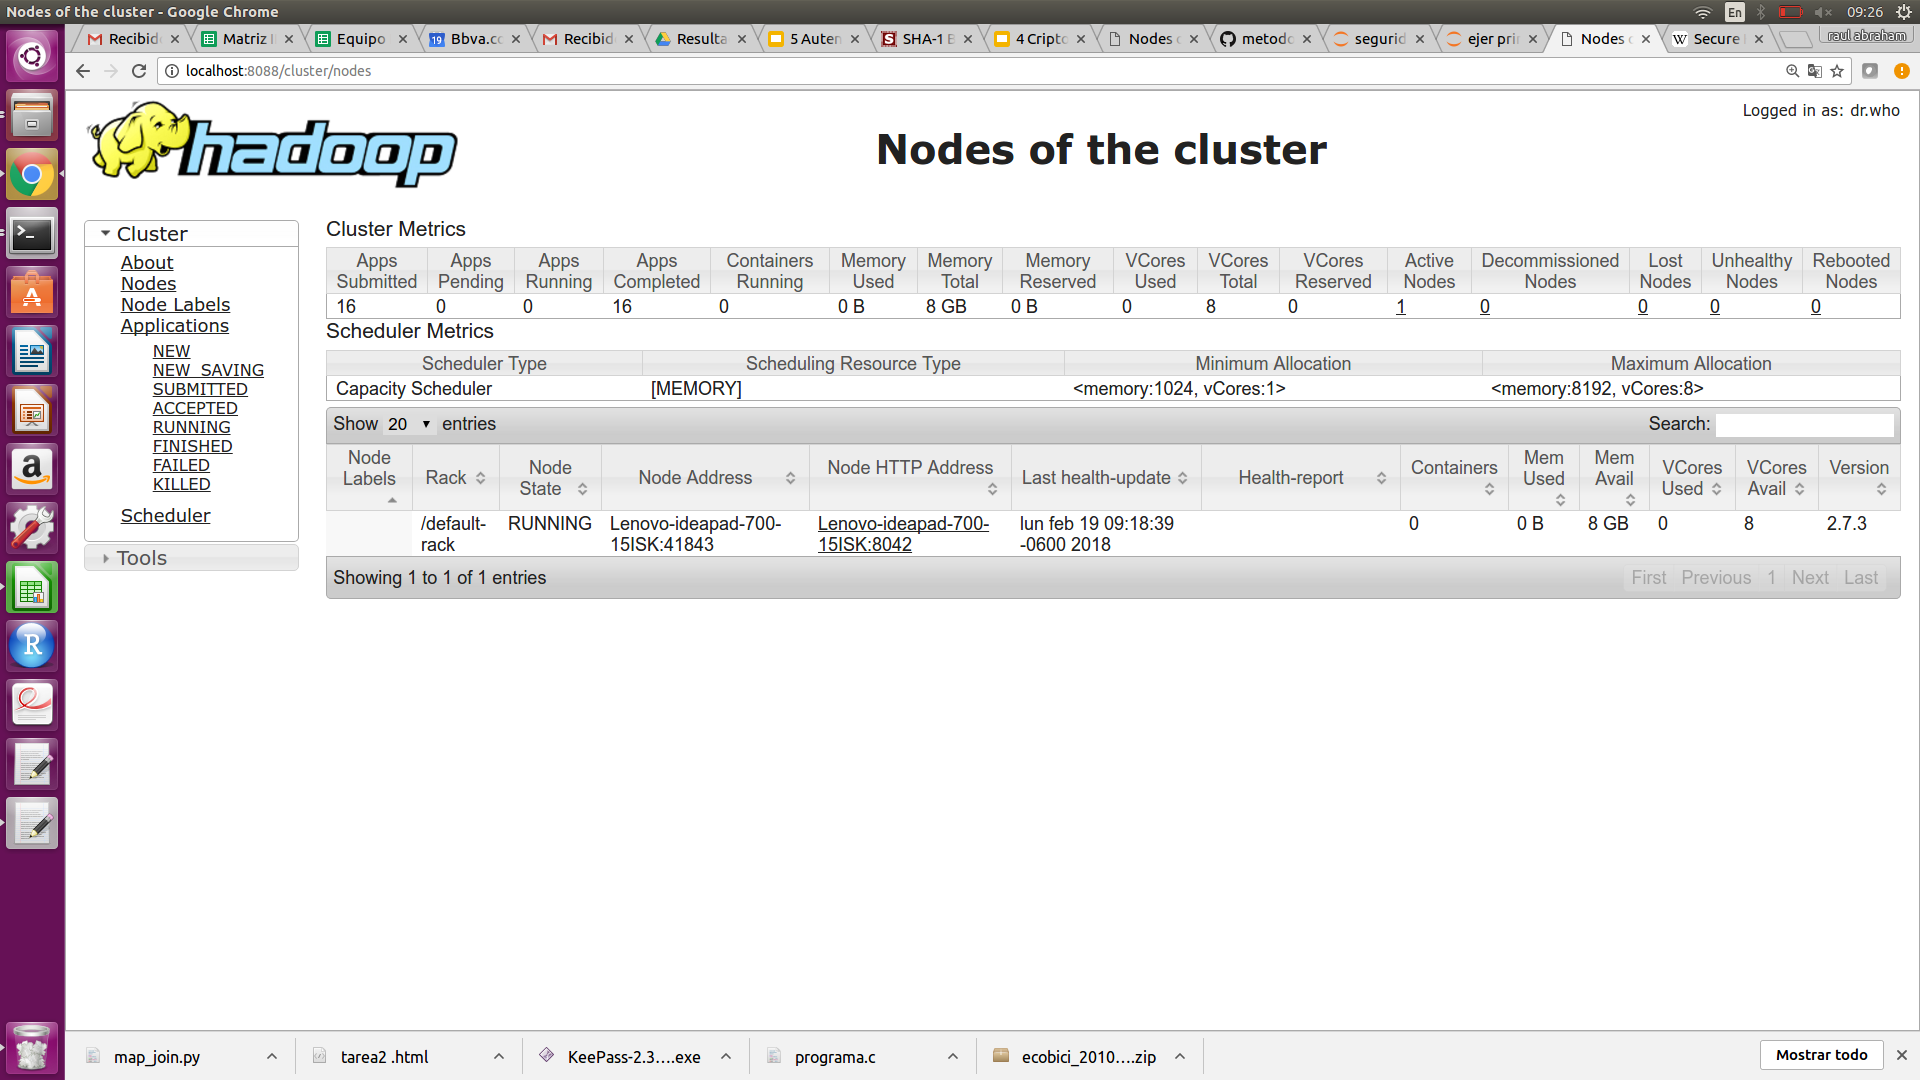 Nodes of the cluster - Google Chrome
En
09:26
Recibid
Matriz I
Equipo
19
Bbva.co
Recibid
Resulta
5 Auten
SHA-1 B
4 Cripto
Nodes o
metodo
segurid
ejer pri
Nodes o
Secure
raul abraham
localhost:8088/cluster/nodes
hadoop
Nodes of the cluster
Logged in as: dr.who
Cluster
About
Nodes
Node Labels
Applications
NEW
NEW_SAVING
SUBMITTED
ACCEPTED
RUNNING
FINISHED
FAILED
KILLED
Scheduler
Tools
Cluster Metrics
Apps Submitted Apps Pending Apps Running Apps Completed Containers Running Memory Used Memory Total Memory Reserved VCores Used VCores Total VCores Reserved Active Nodes Decommissioned Nodes Lost Nodes Unhealthy Nodes Rebooted Nodes
16 0 0 16 0 0 B 8 GB 0 B 0 8 0 1 0 0 0 0
Scheduler Metrics
Scheduler Type Scheduling Resource Type Minimum Allocation Maximum Allocation
Capacity Scheduler [MEMORY] <memory:1024, vCores:1> <memory:8192, vCores:8>
Show 20 entries Search:
Node Labels Rack Node State Node Address Node HTTP Address Last health-update Health-report Containers Mem Used Mem Avail VCores Used VCores Avail Version
/default-rack RUNNING Lenovo-ideapad-700-15ISK:41843 Lenovo-ideapad-700-15ISK:8042 lun feb 19 09:18:39 -0600 2018 0 0 B 8 GB 0 8 2.7.3
Showing 1 to 1 of 1 entries First Previous 1 Next Last
map_join.py
tarea2 .html
KeePass-2.3....exe
programa.c
ecobici_2010....zip
Mostrar todo